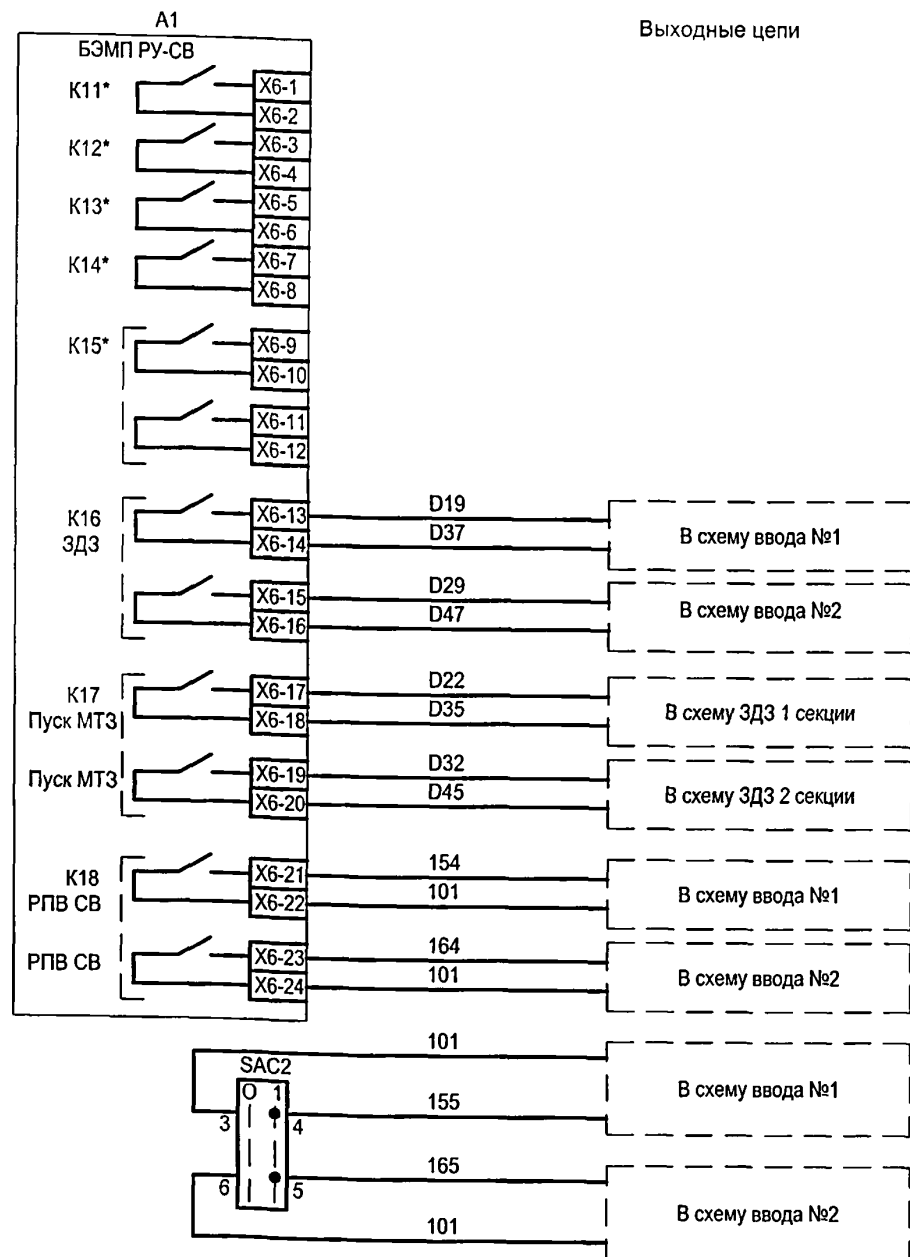 A1
Выходные цепи
БЭМП РУ-СВ
K11*
X6-1
X6-2
K12*
X6-3
X6-4
K13*
X6-5
X6-6
K14*
X6-7
X6-8
K15*
X6-9
X6-10
X6-11
X6-12
K16
ЗДЗ
X6-13
D19
X6-14
D37
В схему ввода №1
X6-15
D29
X6-16
D47
В схему ввода №2
K17
Пуск МТЗ
X6-17
D22
X6-18
D35
В схему ЗДЗ 1 секции
Пуск МТЗ
X6-19
D32
X6-20
D45
В схему ЗДЗ 2 секции
K18
РПВ СВ
X6-21
154
X6-22
101
В схему ввода №1
РПВ СВ
X6-23
164
X6-24
101
В схему ввода №2
101
SAC2
0 1
3
4
155
В схему ввода №1
6
5
165
101
В схему ввода №2